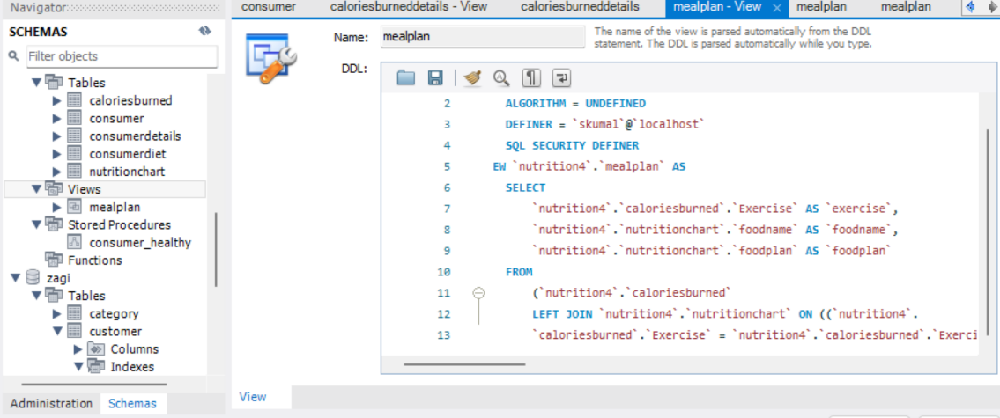 Navigator
SCHEMAS
Filter objects
Tables
caloriesburned
consumer
consumerdetails
consumerdiet
nutritionchart
Views
mealplan
Stored Procedures
consumer_healthy
Functions
zagi
Tables
category
customer
Columns
Indexes
Administration Schemas
consumer caloriesburneddetails - View caloriesburneddetails mealplan - View × mealplan mealplan
Name: mealplan
The name of the view is parsed automatically from the DDL
statement. The DDL is parsed automatically while you type.
DDL:
2 ALGORITHM = UNDEFINED
3 DEFINER = `skumal`@`localhost`
4 SQL SECURITY DEFINER
5 EW `nutrition4`.`mealplan` AS
6 SELECT
7 `nutrition4`.`caloriesburned`.`Exercise` AS `exercise`,
8 `nutrition4`.`nutritionchart`.`foodname` AS `foodname`,
9 `nutrition4`.`nutritionchart`.`foodplan` AS `foodplan`
10 FROM
11 (`nutrition4`.`caloriesburned`
12 LEFT JOIN `nutrition4`.`nutritionchart` ON ((`nutrition4`.
13 `caloriesburned`.`Exercise` = `nutrition4`.`caloriesburned`.`Exerci
View